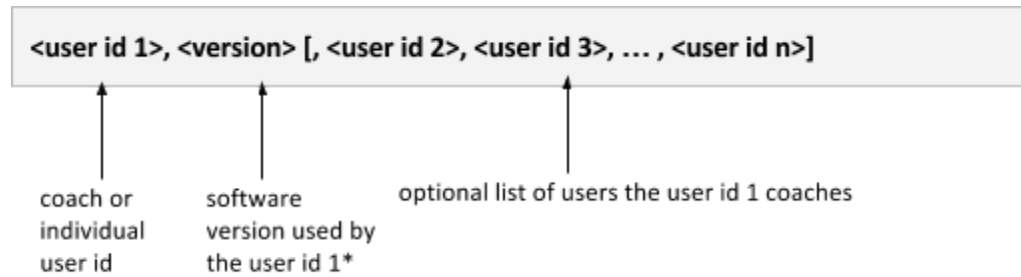 <user id 1>, <version> [, <user id 2>, <user id 3>, … , <user id n>]
coach or
individual
user id
software
version used by
the user id 1*
optional list of users the user id 1 coaches